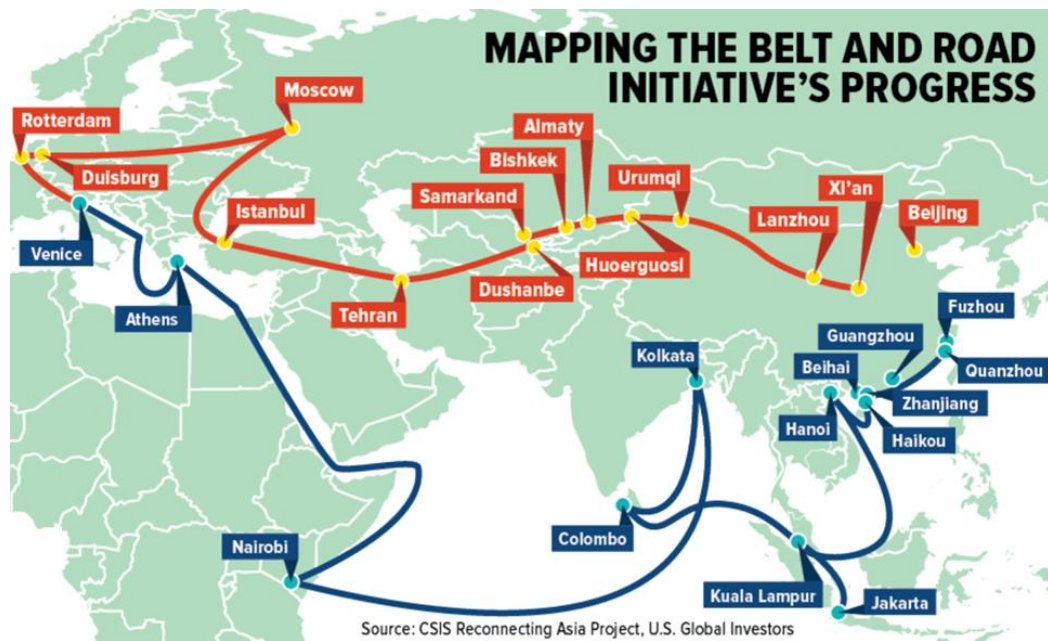 MAPPING THE BELT AND ROAD
INITIATIVE'S PROGRESS
Moscow
Rotterdam
Almaty
Duisburg
Bishkek
Urumqi
Xi'an
Samarkand
Istanbul
Lanzhou
Beijing
Venice
Huoerguosi
Dushanbe
Tehran
Athens
Fuzhou
Guangzhou
Kolkata
Beihai
Quanzhou
Zhanjiang
Hanoi
Haikou
Colombo
Nairobi
Kuala Lampur
Jakarta
Source: CSIS Reconnecting Asia Project, U.S. Global Investors